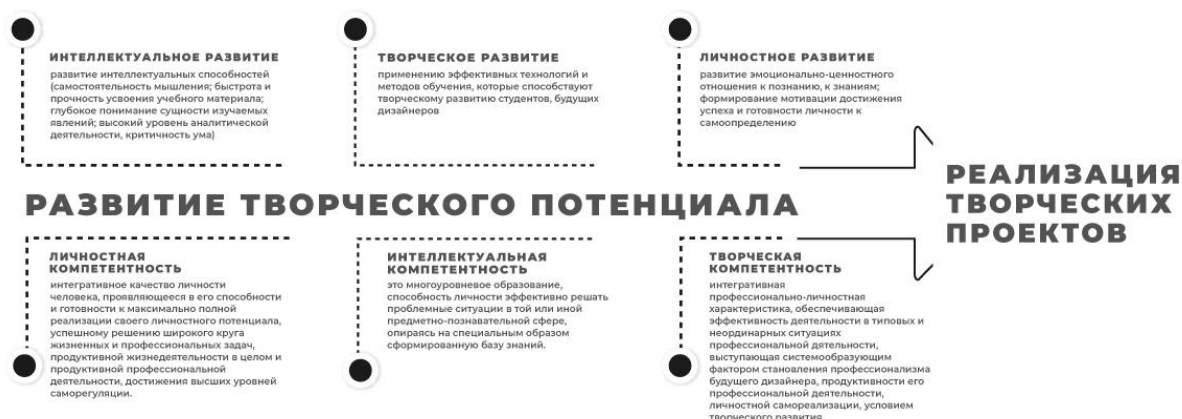 ИНТЕЛЛЕКТУАЛЬНОЕ РАЗВИТИЕ
развитие интеллектуальных способностей
(самостоятельность мышления; быстрота и
прочность усвоения учебного материала;
глубокое понимание сущности изучаемых
явлений; высокий уровень аналитической
деятельности, критичность ума)
ТВОРЧЕСКОЕ РАЗВИТИЕ
применению эффективных технологий и
методов обучения, которые способствуют
творческому развитию студентов, будущих
дизайнеров
ЛИЧНОСТНОЕ РАЗВИТИЕ
развитие эмоционально-ценностного
отношения к познанию, к знаниям;
формирование мотивации достижения
успеха и готовности личности к
самоопределению
РАЗВИТИЕ ТВОРЧЕСКОГО ПОТЕНЦИАЛА
РЕАЛИЗАЦИЯ
ТВОРЧЕСКИХ
ПРОЕКТОВ
ЛИЧНОСТНАЯ
КОМПЕТЕНТНОСТЬ
интегративное качество личности
человека, проявляющееся в его способности
и готовности к максимально полной
реализации своего личностного потенциала,
успешному решению широкого круга
жизненных и профессиональных задач,
продуктивной жизнедеятельности в целом и
продуктивной профессиональной
деятельности, достижения высших уровней
саморегуляции.
ИНТЕЛЛЕКТУАЛЬНАЯ
КОМПЕТЕНТНОСТЬ
это многоуровневое образование,
способность личности эффективно решать
проблемные ситуации в той или иной
предметно-познавательной сфере,
опираясь на специальным образом
сформированную базу знаний.
ТВОРЧЕСКАЯ
КОМПЕТЕНТНОСТЬ
интегративная
профессионально-личностная
характеристика, обеспечивающая
эффективность деятельности в типовых и
неординарных ситуациях
профессиональной дёятельности,
выступающая системообразующим
фактором становления профессионализма
будущего дизайнера, продуктивности его
профессиональной деятельности,
личностной самореализации, условием
творческого развития